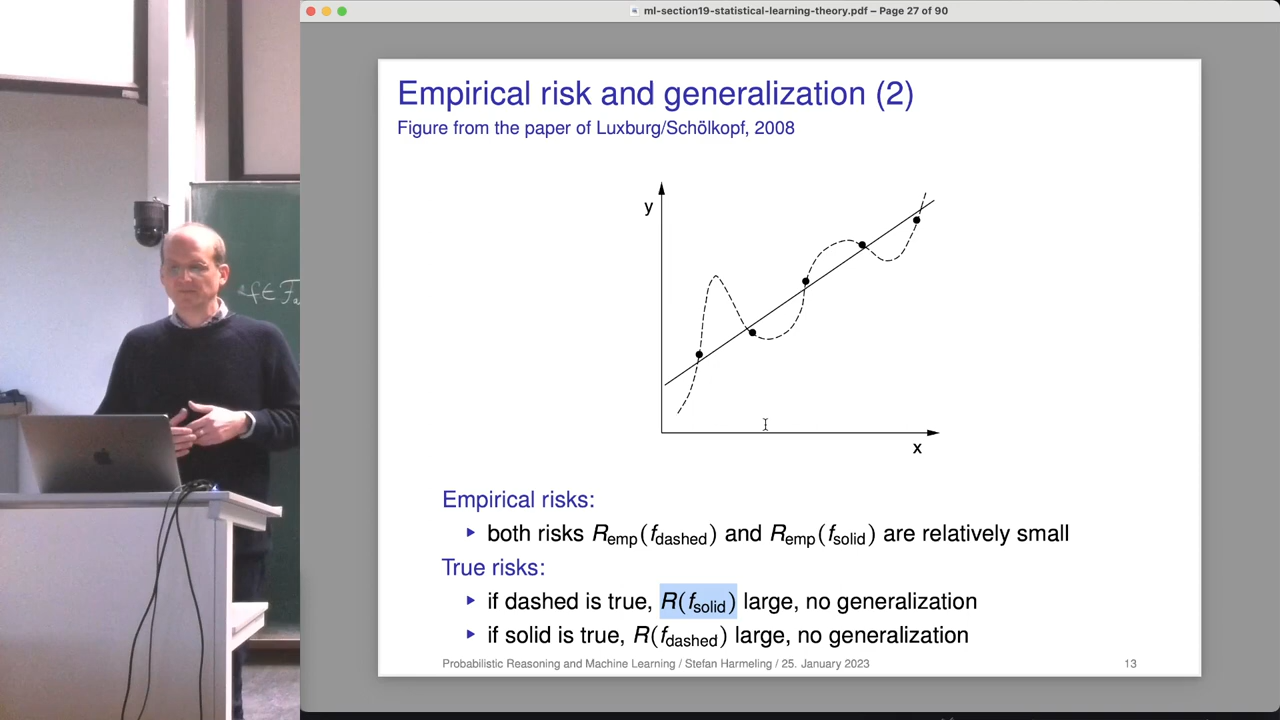 ml-section19-statistical-learning-theory.pdf – Page 27 of 90
Empirical risk and generalization (2)
Figure from the paper of Luxburg/Schölkopf, 2008
y
x
f ∈ F
Empirical risks:
both risks R_emp(f_dashed) and R_emp(f_solid) are relatively small
True risks:
if dashed is true, R(f_solid) large, no generalization
if solid is true, R(f_dashed) large, no generalization
Probabilistic Reasoning and Machine Learning / Stefan Harmeling / 25. January 2023 13